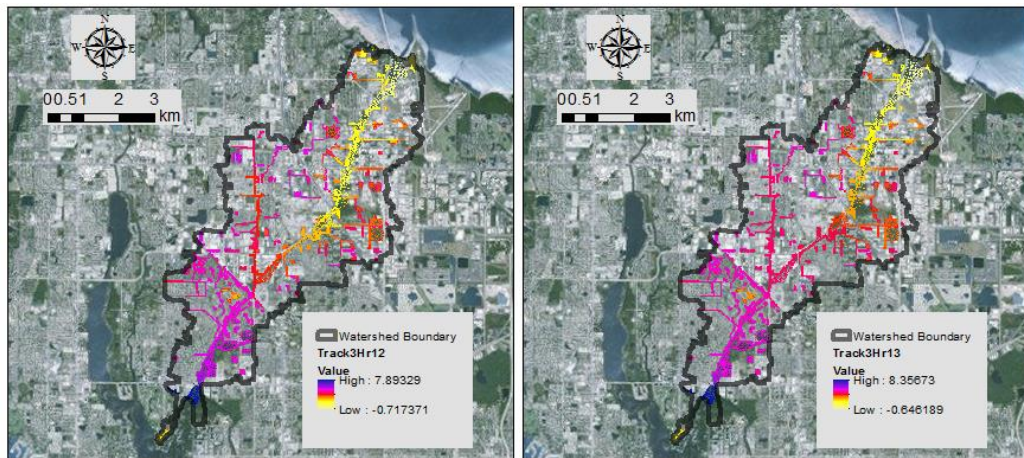 N
W E
S
00.51 2 3
km
Watershed Boundary
Track3Hr12
Value
High : 7.89329
Low : -0.717371
N
W E
S
00.51 2 3
km
Watershed Boundary
Track3Hr13
Value
High : 8.35673
Low : -0.646189